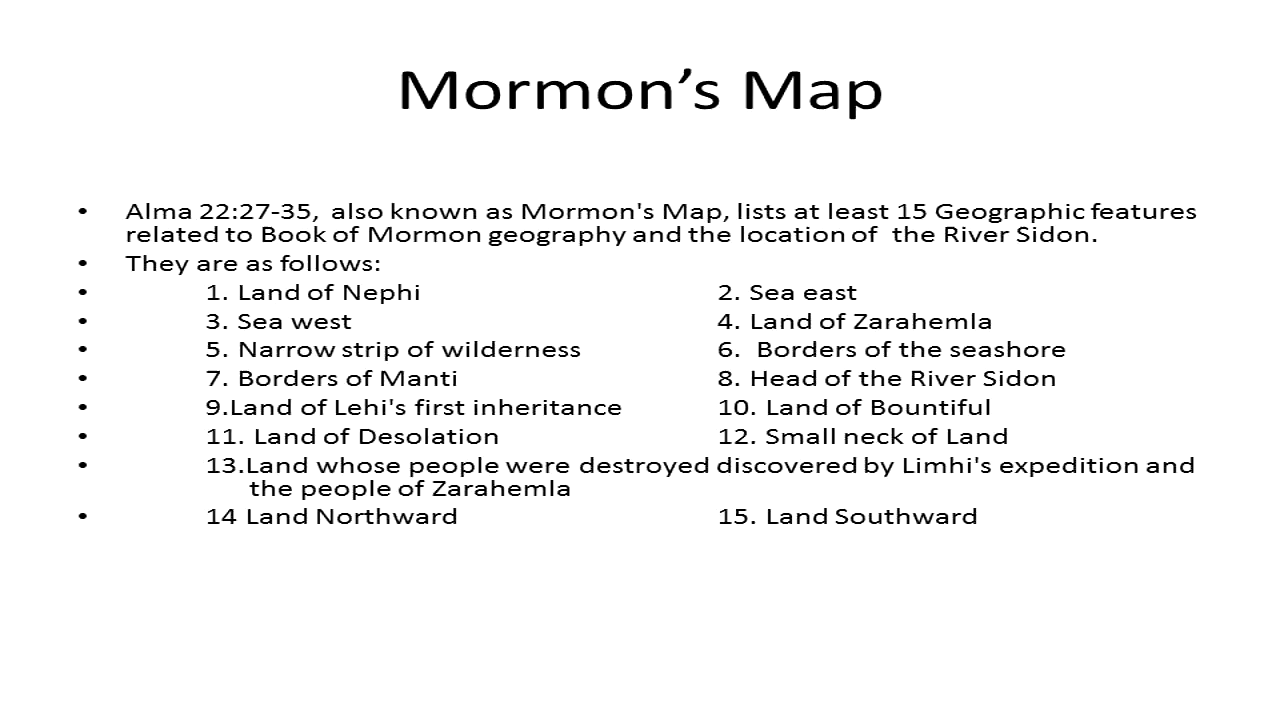 Mormon’s Map
• Alma 22:27-35, also known as Mormon's Map, lists at least 15 Geographic features
related to Book of Mormon geography and the location of the River Sidon.
• They are as follows:
• 1. Land of Nephi 2. Sea east
• 3. Sea west 4. Land of Zarahemla
• 5. Narrow strip of wilderness 6. Borders of the seashore
• 7. Borders of Manti 8. Head of the River Sidon
• 9.Land of Lehi's first inheritance 10. Land of Bountiful
• 11. Land of Desolation 12. Small neck of Land
• 13.Land whose people were destroyed discovered by Limhi's expedition and
the people of Zarahemla
• 14 Land Northward 15. Land Southward